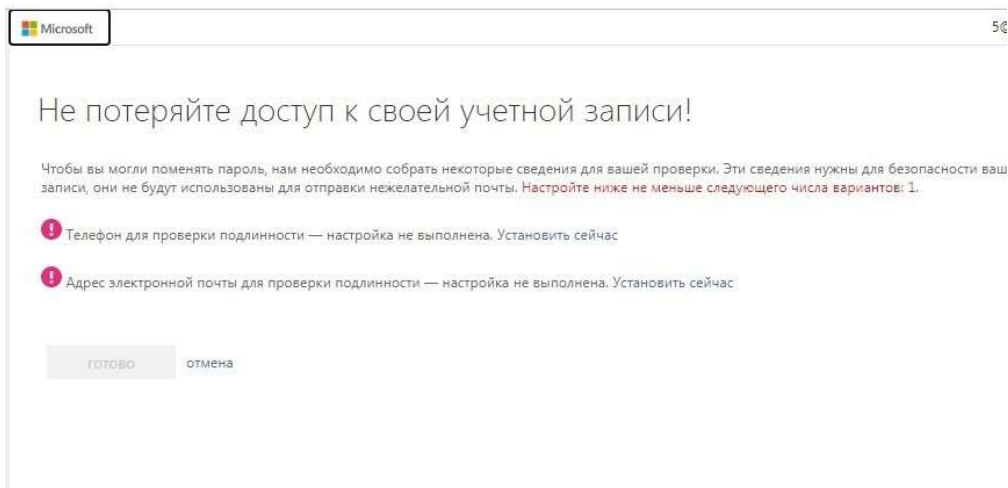 Microsoft
5@
Не потеряйте доступ к своей учетной записи!
Чтобы вы могли поменять пароль, нам необходимо собрать некоторые сведения для вашей проверки. Эти сведения нужны для безопасности ваш
записи, они не будут использованы для отправки нежелательной почты. Настройте ниже не меньше следующего числа вариантов: 1.
Телефон для проверки подлинности — настройка не выполнена. Установить сейчас
Адрес электронной почты для проверки подлинности — настройка не выполнена. Установить сейчас
готово отмена